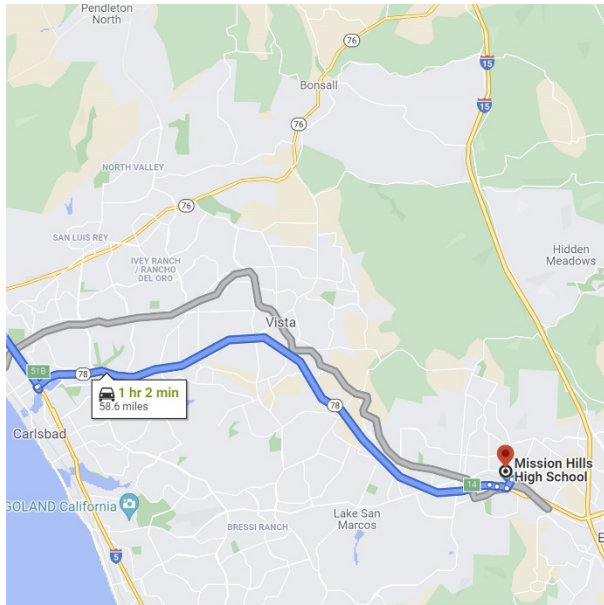 Pendleton
North
76
15
Bonsall
15
76
NORTH VALLEY
76
SAN LUIS REY
Hidden
Meadows
IVEY RANCH
/ RANCHO
DEL ORO
Vista
51B
78
1 hr 2 min
58.6 miles
78
Carlsbad
Mission Hills
High School
14
GOLAND California
Lake San
Marcos
BRESSI RANCH
E
5